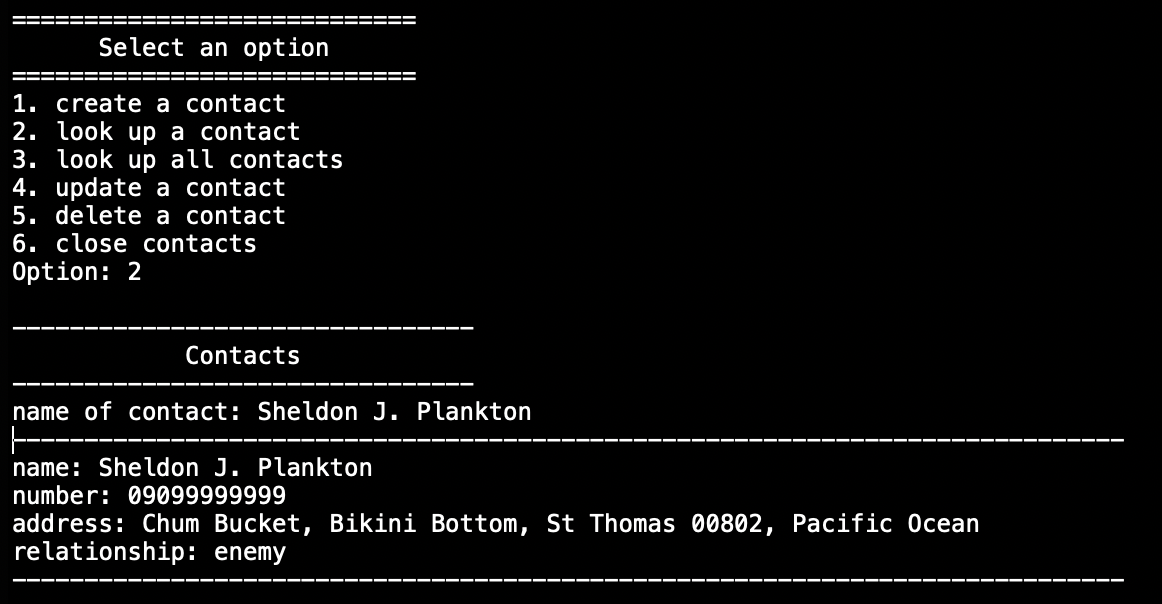 ============================
      Select an option
============================
1. create a contact
2. look up a contact
3. look up all contacts
4. update a contact
5. delete a contact
6. close contacts
Option: 2

--------------------------------
            Contacts
--------------------------------
name of contact: Sheldon J. Plankton
-----------------------------------------------------------------------------
name: Sheldon J. Plankton
number: 09099999999
address: Chum Bucket, Bikini Bottom, St Thomas 00802, Pacific Ocean
relationship: enemy
-----------------------------------------------------------------------------